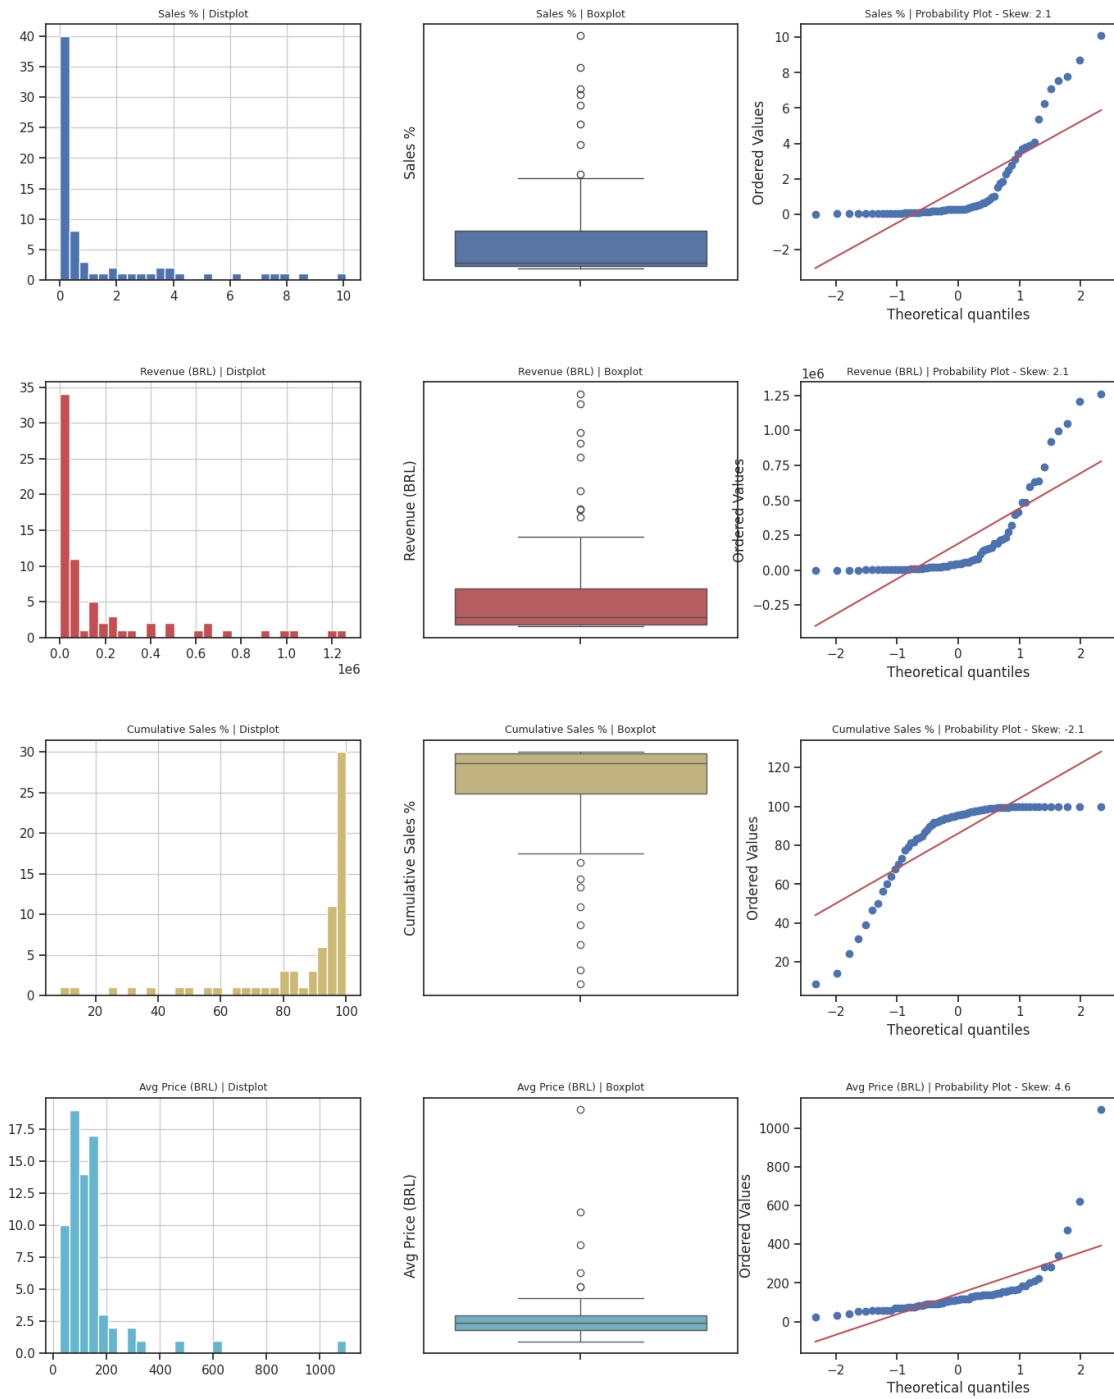 Sales % | Distplot
40
35
30
25
20
15
10
5
0
0 2 4 6 8 10
Sales % | Boxplot
Sales %
Sales % | Probability Plot - Skew: 2.1
Ordered Values
10
8
6
4
2
0
−2
−2 −1 0 1 2
Theoretical quantiles
Revenue (BRL) | Distplot
35
30
25
20
15
10
5
0
0.0 0.2 0.4 0.6 0.8 1.0 1.2
1e6
Revenue (BRL) | Boxplot
Revenue (BRL)
1e6
Revenue (BRL) | Probability Plot - Skew: 2.1
Ordered Values
1.25
1.00
0.75
0.50
0.25
0.00
−0.25
−2 −1 0 1 2
Theoretical quantiles
Cumulative Sales % | Distplot
30
25
20
15
10
5
0
20 40 60 80 100
Cumulative Sales % | Boxplot
Cumulative Sales %
Cumulative Sales % | Probability Plot - Skew: -2.1
Ordered Values
120
100
80
60
40
20
−2 −1 0 1 2
Theoretical quantiles
Avg Price (BRL) | Distplot
17.5
15.0
12.5
10.0
7.5
5.0
2.5
0.0
0 200 400 600 800 1000
Avg Price (BRL) | Boxplot
Avg Price (BRL)
Avg Price (BRL) | Probability Plot - Skew: 4.6
Ordered Values
1000
800
600
400
200
0
−2 −1 0 1 2
Theoretical quantiles